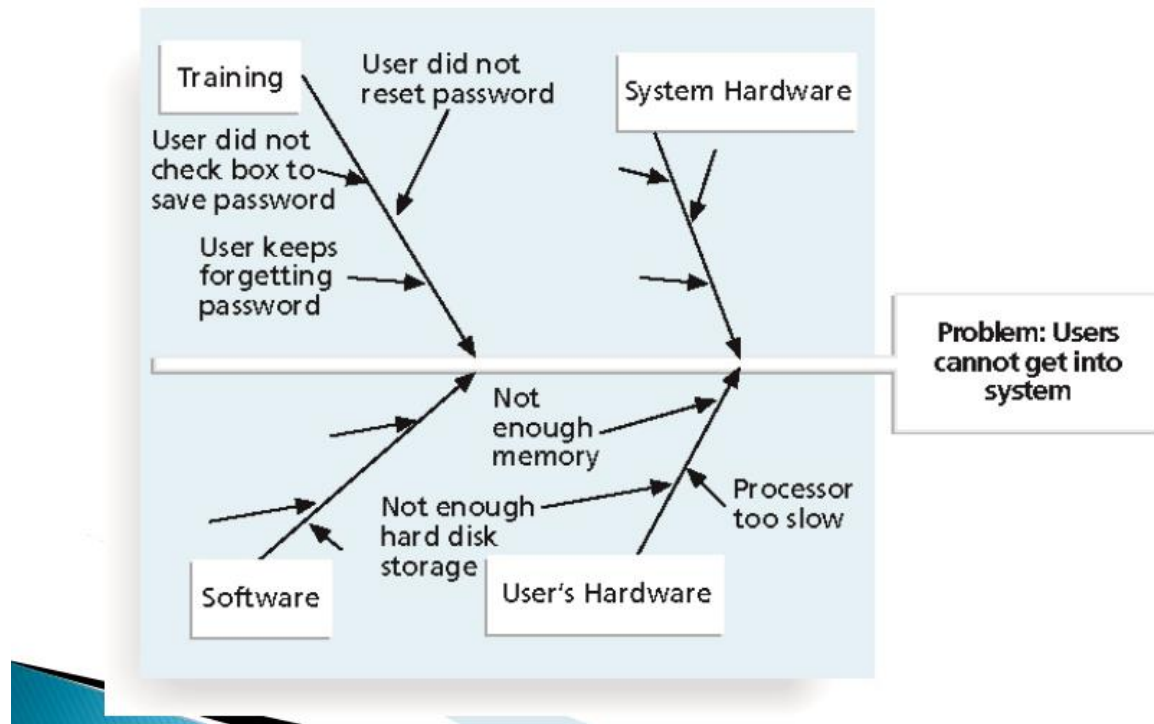 Training
User did not
reset password
System Hardware
User did not
check box to
save password
User keeps
forgetting
password
Problem: Users
cannot get into
system
Not
enough
memory
Not enough
hard disk
storage
Processor
too slow
Software
User's Hardware